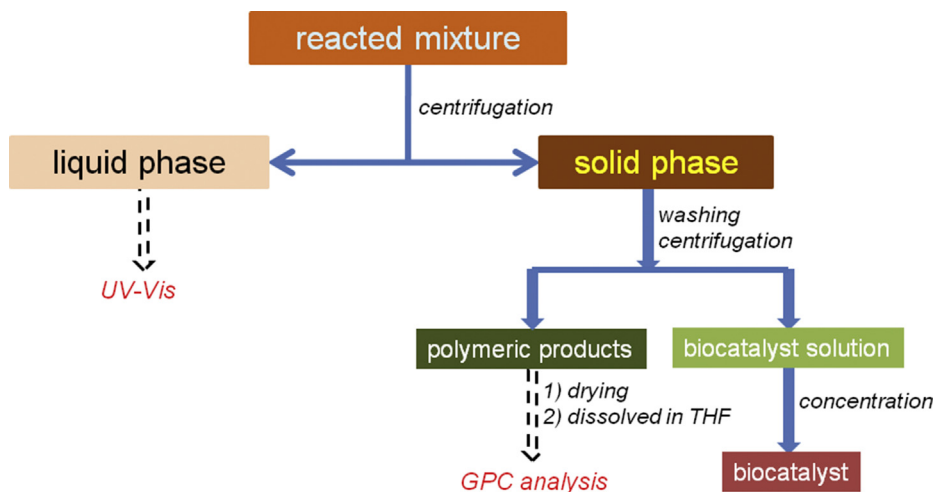 reacted mixture
centrifugation
liquid phase
solid phase
washing
centrifugation
UV-Vis
polymeric products
biocatalyst solution
1) drying
2) dissolved in THF
concentration
GPC analysis
biocatalyst